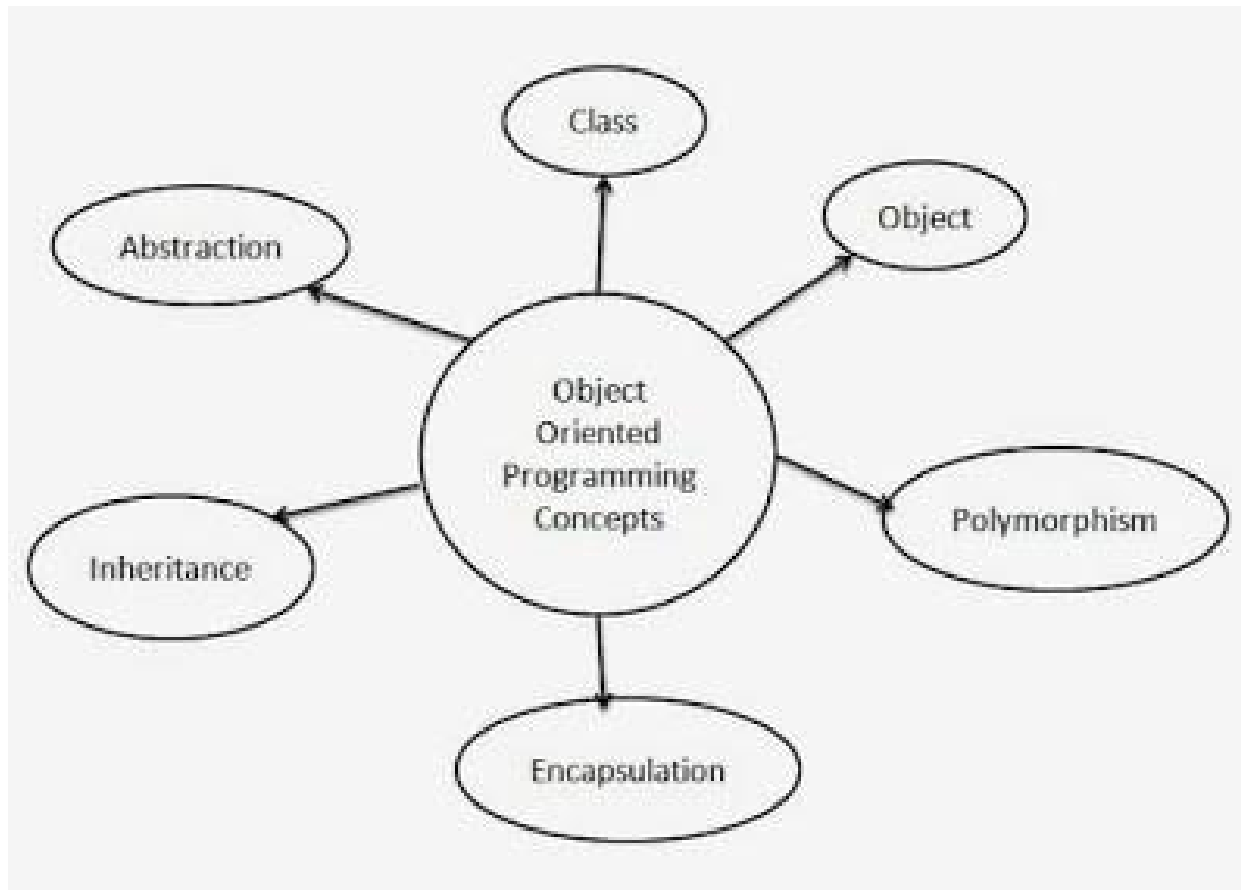 Class
Object
Abstraction
Object
Oriented
Programming
Concepts
Polymorphism
Inheritance
Encapsulation